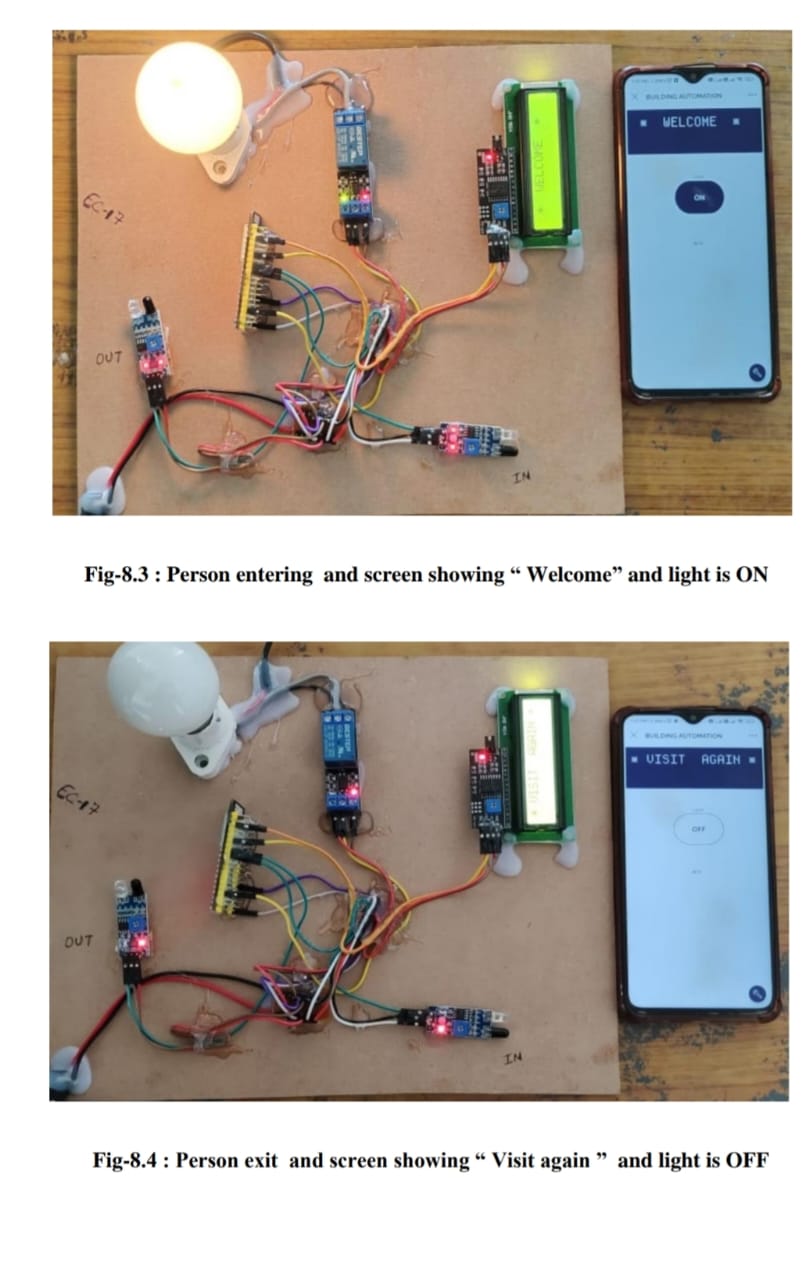 BESTEP
* WELCOME *
BUILDING AUTOMATION
WELCOME
ON
EC-17
OUT
IN
Fig-8.3 : Person entering and screen showing “ Welcome” and light is ON
BESTEP
* VISIT AGAIN *
BUILDING AUTOMATION
VISIT AGAIN
OFF
EC-17
OUT
IN
Fig-8.4 : Person exit and screen showing “ Visit again ” and light is OFF